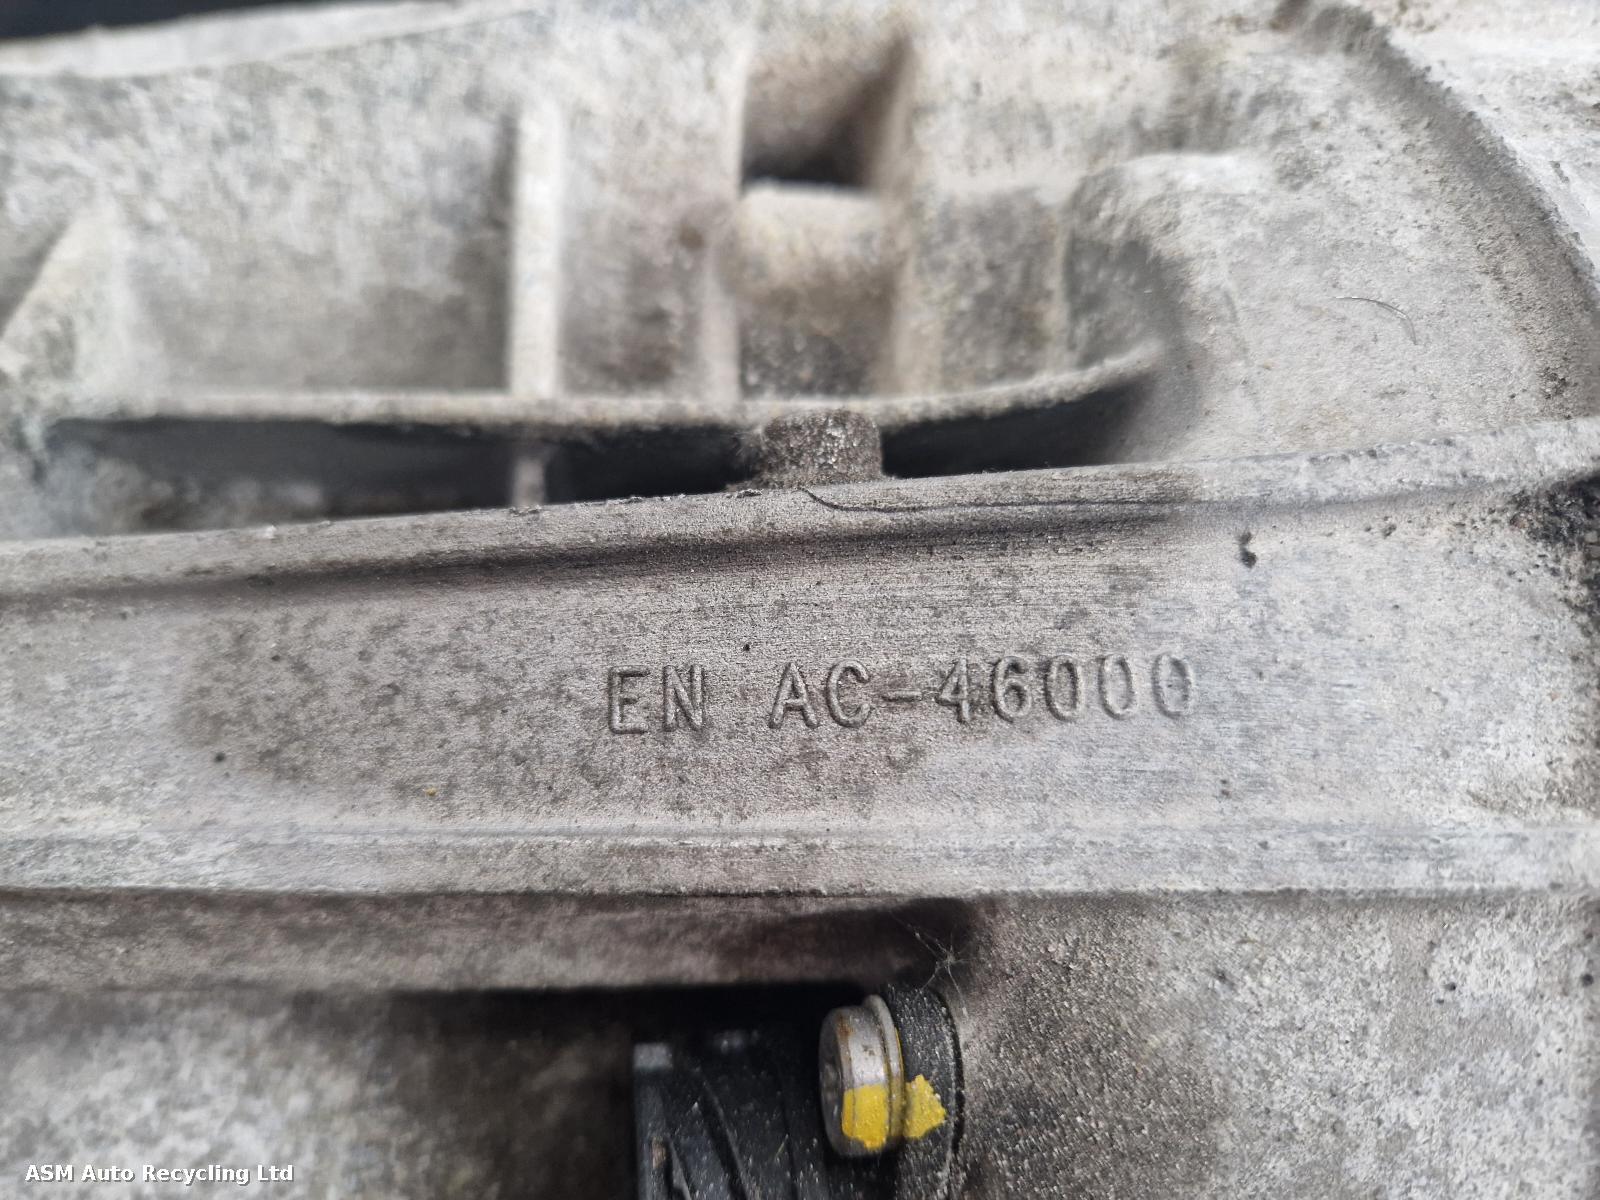 EN AC-46000
ASM Auto Recycling Ltd